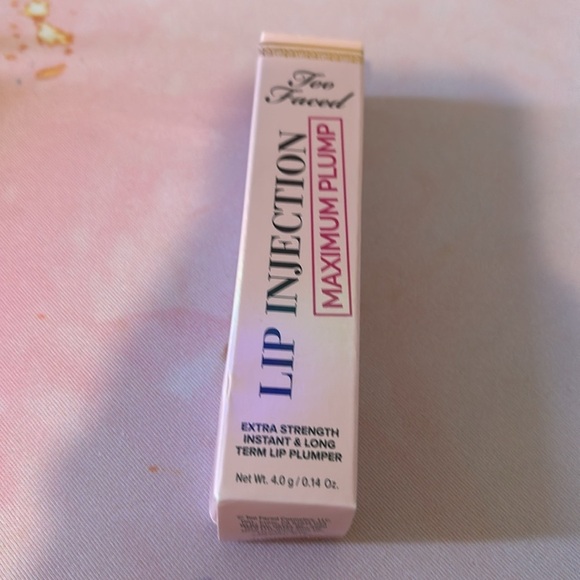 Too
Faced
LIP INJECTION
MAXIMUM PLUMP
EXTRA STRENGTH
INSTANT & LONG
TERM LIP PLUMPER
Net Wt. 4.0 g / 0.14 Oz.